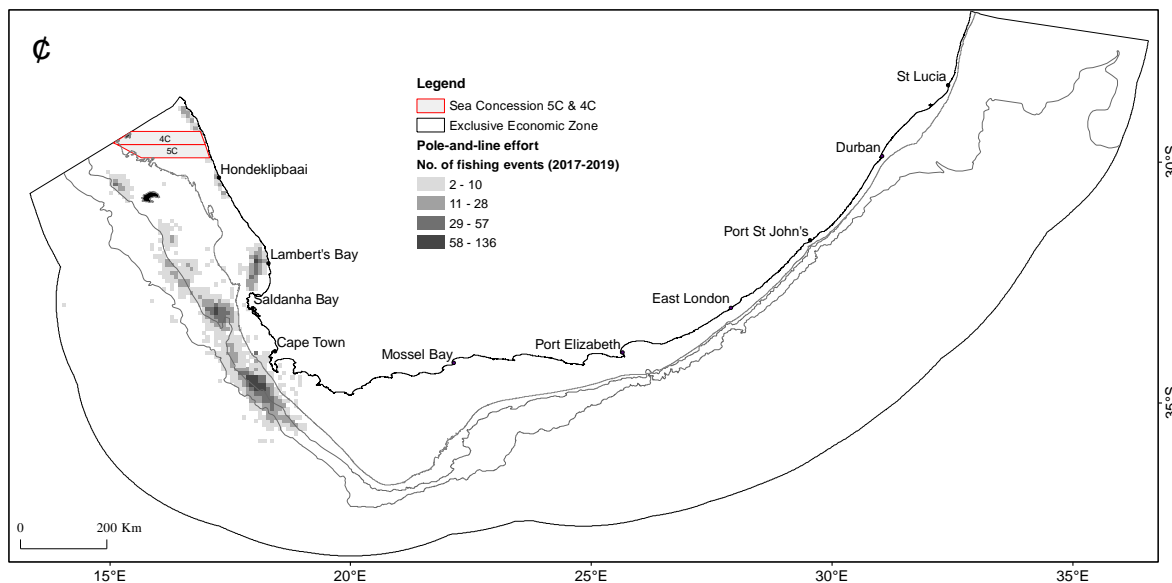 ₵
Legend
Sea Concession 5C & 4C
Exclusive Economic Zone
Pole-and-line effort
No. of fishing events (2017-2019)
2 - 10
11 - 28
29 - 57
58 - 136
4C
5C
Hondeklipbaai
Lambert's Bay
Saldanha Bay
Cape Town
Mossel Bay
Port Elizabeth
East London
Port St John's
Durban
St Lucia
30°S
35°S
0
200 Km
15°E
20°E
25°E
30°E
35°E